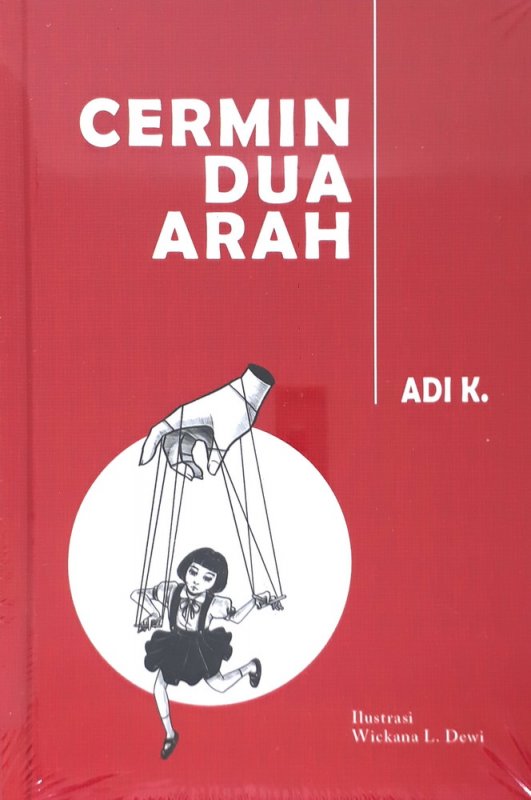 CERMIN
DUA
ARAH
ADI K.
Ilustrasi
Wickana L. Dewi